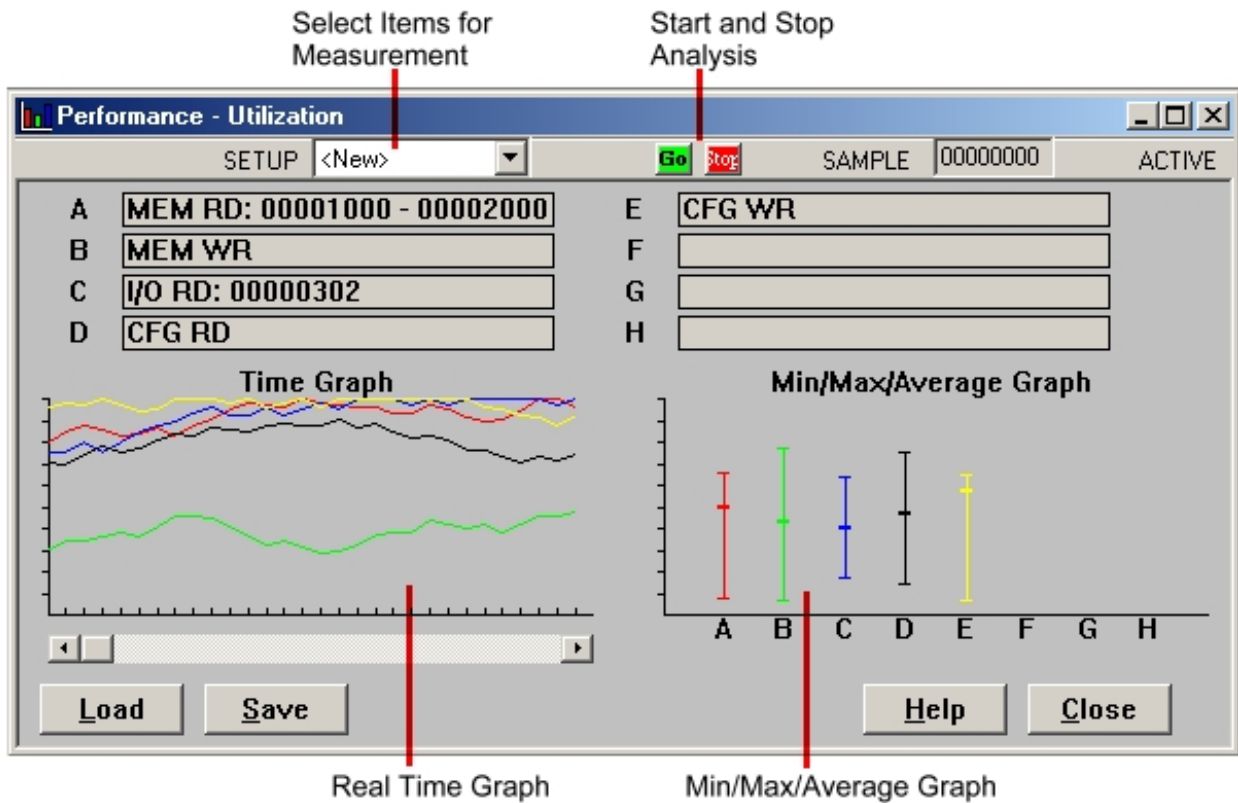 Select Items for
Measurement
Start and Stop
Analysis
Performance - Utilization
SETUP <New> Go Stop SAMPLE 00000000 ACTIVE
A MEM RD: 00001000 - 00002000
B MEM WR
C I/O RD: 00000302
D CFG RD
E CFG WR
F
G
H
Time Graph
Min/Max/Average Graph
A B C D E F G H
Load Save Help Close
Real Time Graph
Min/Max/Average Graph